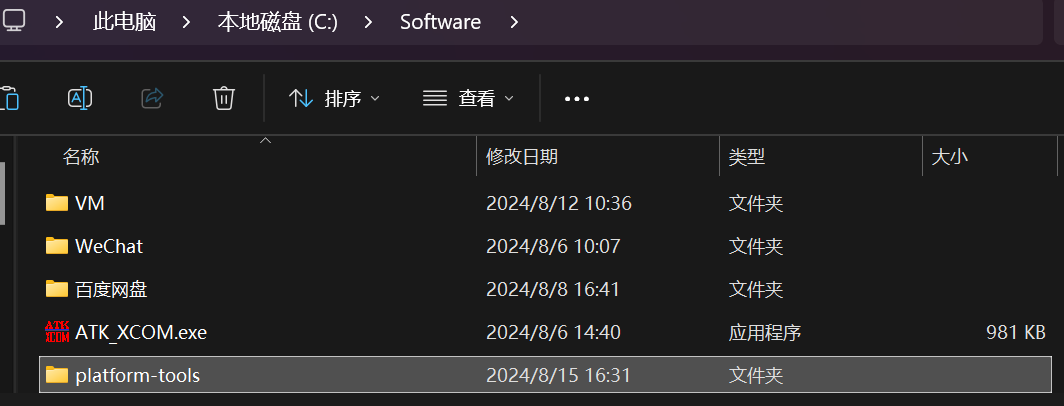 此电脑 本地磁盘 (C:) Software
排序 查看
名称 修改日期 类型 大小
VM 2024/8/12 10:36 文件夹
WeChat 2024/8/6 10:07 文件夹
百度网盘 2024/8/8 16:41 文件夹
ATK XCOM ATK_XCOM.exe 2024/8/6 14:40 应用程序 981 KB
platform-tools 2024/8/15 16:31 文件夹